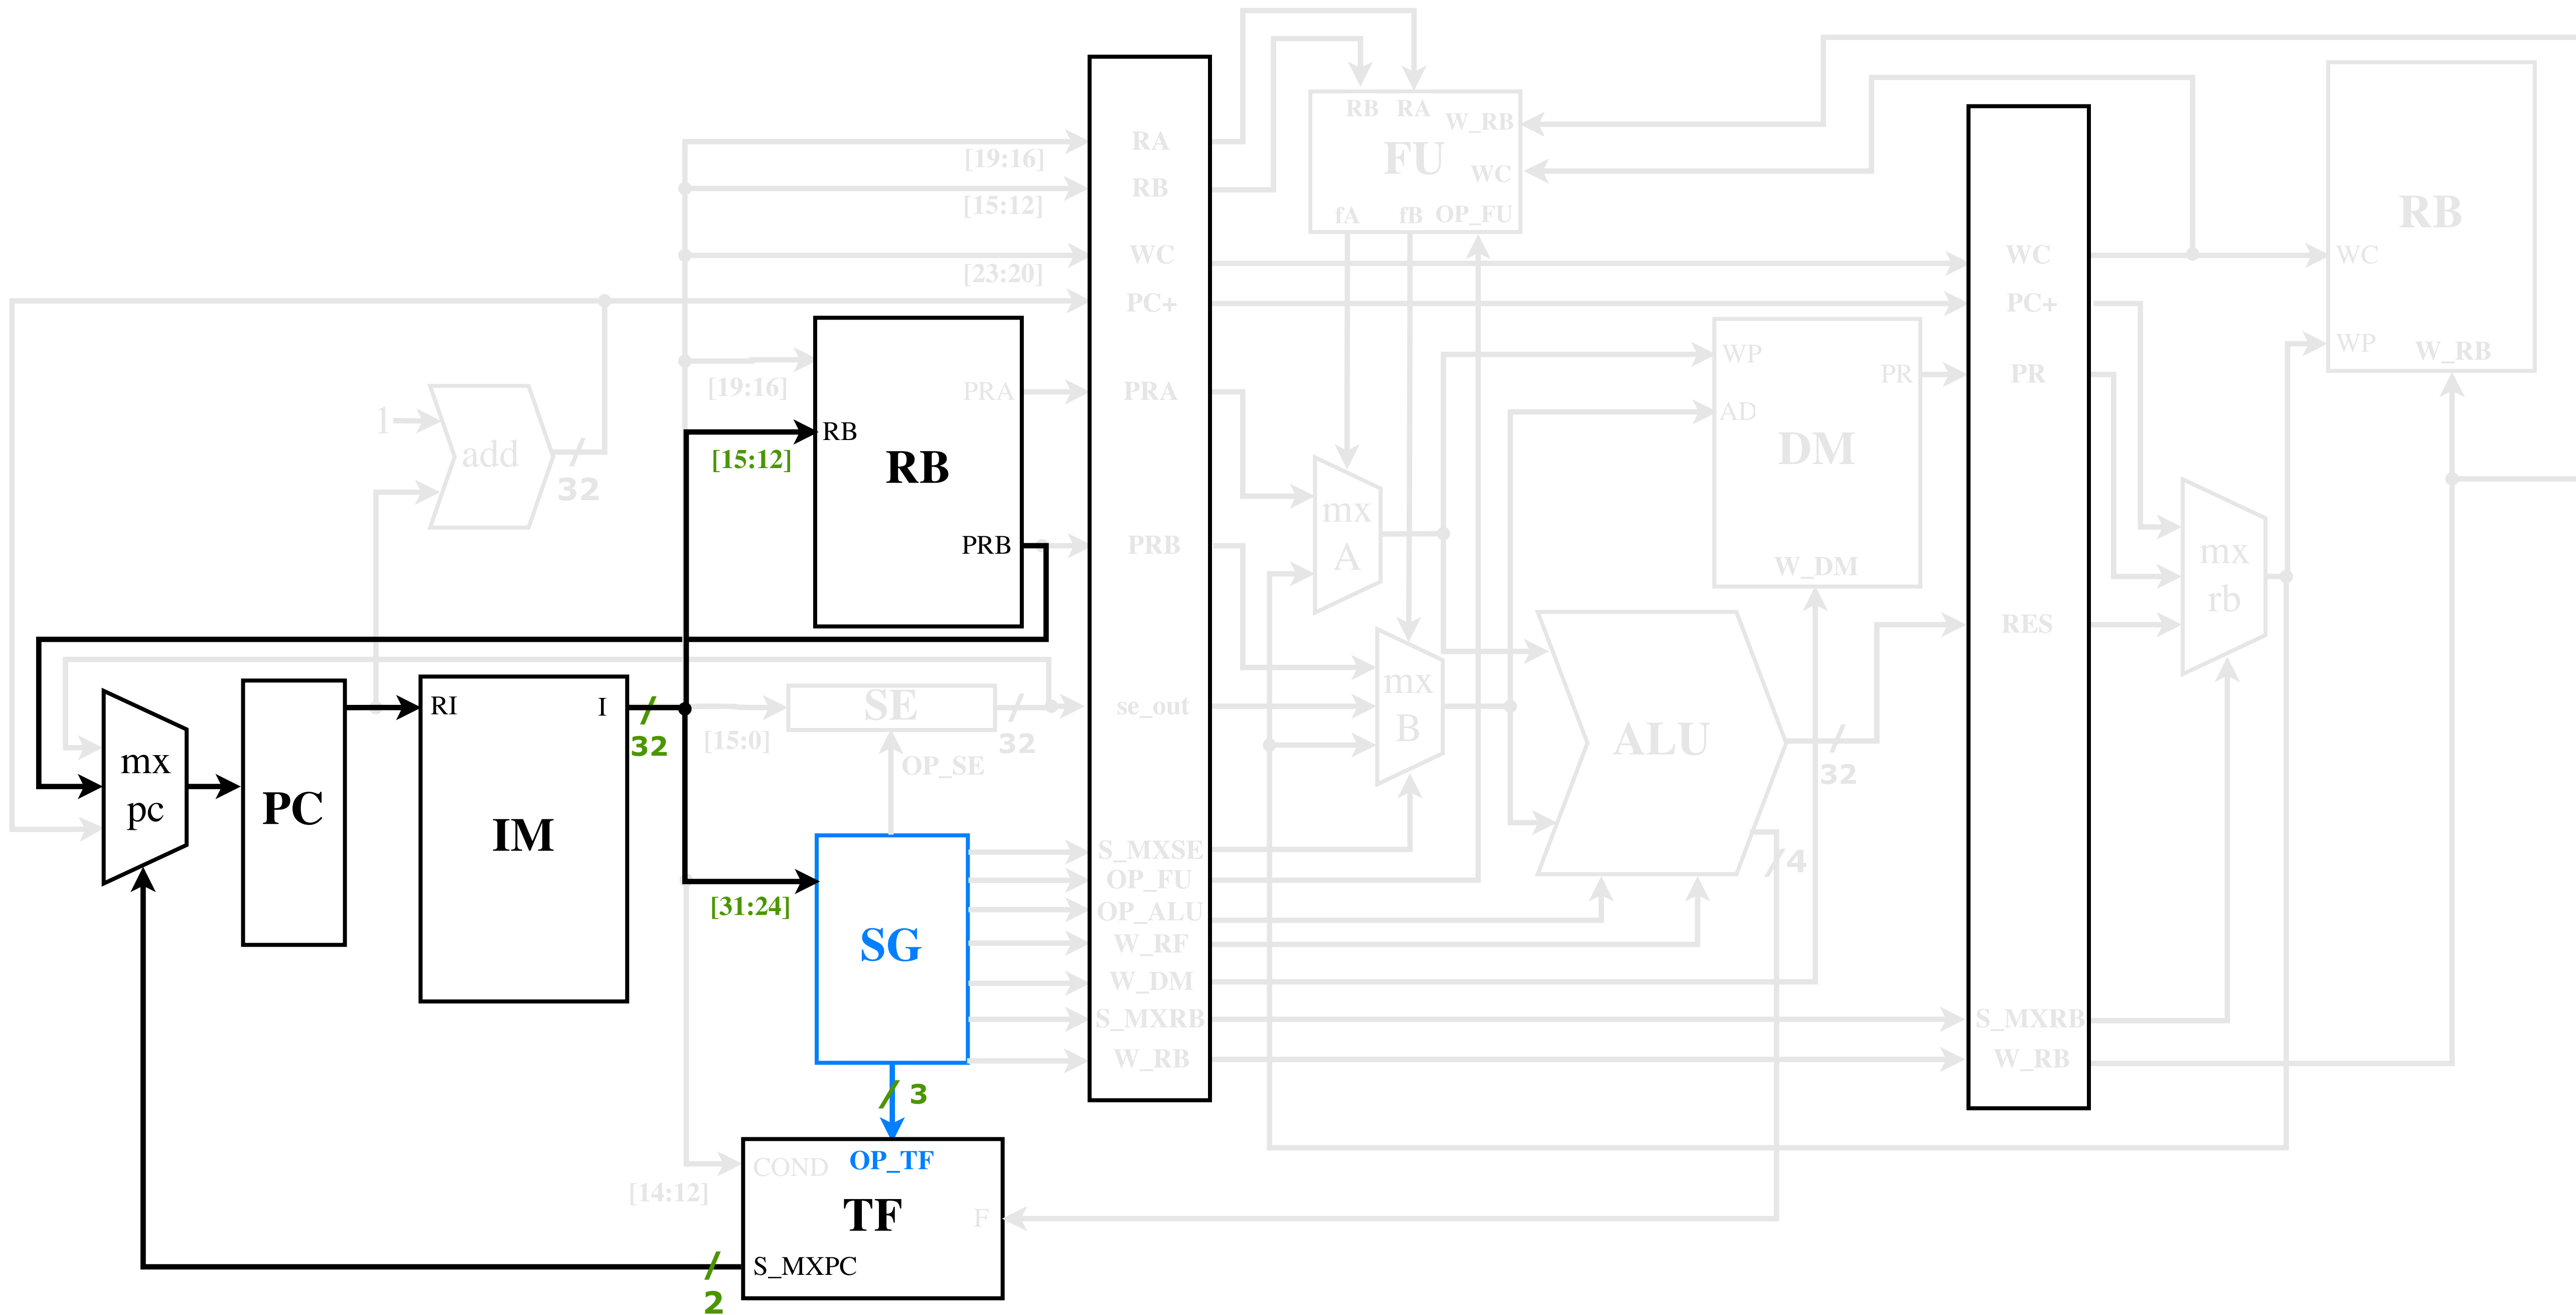 RB RA
W_RB
FU
WC
fA fB OP_FU
RA
[19:16]
RB
[15:12]
WC
[23:20]
PC+
[19:16]
PRA
PRA
1
add
32
RB
[15:12]
RB
PRB
PRB
RI
I
32
[15:0]
SE
32
OP_SE
se_out
mx
pc
PC
IM
[31:24]
SG
S_MXSE
OP_FU
OP_ALU
W_RF
W_DM
S_MXRB
W_RB
3
OP_TF
COND
[14:12]
TF
F
S_MXPC
2
mx
A
mx
B
WP
PR
AD
DM
W_DM
ALU
32
4
WC
PC+
PR
RES
S_MXRB
W_RB
mx
rb
RB
WC
WP
W_RB